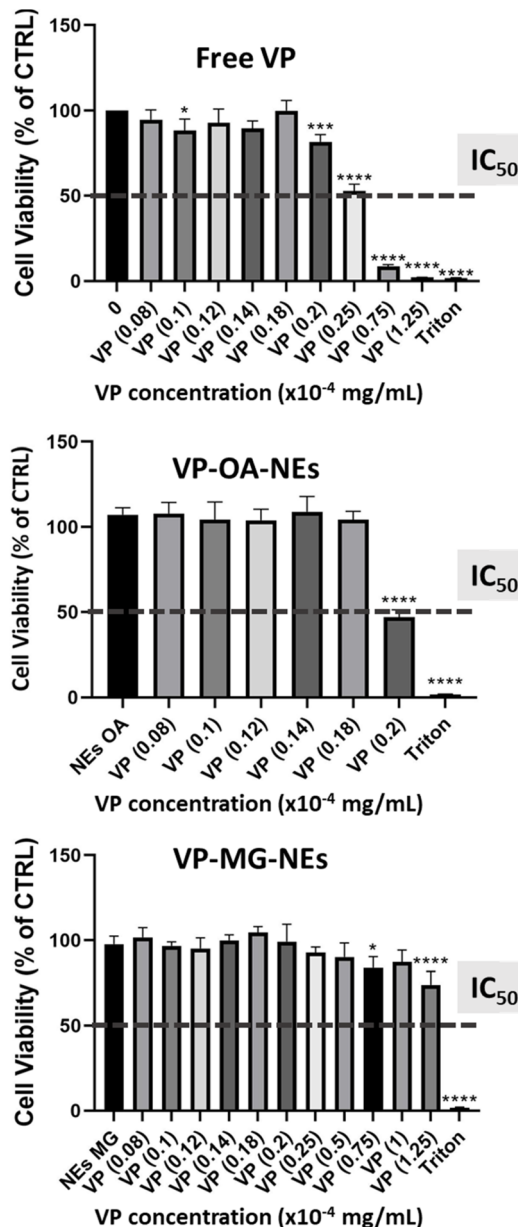 Free VP
Cell Viability (% of CTRL)
150
100
50
0
*
***
****
****
****
****
IC50
0
VP (0.08)
VP (0.1)
VP (0.12)
VP (0.14)
VP (0.18)
VP (0.2)
VP (0.25)
VP (0.75)
VP (1.25)
Triton
VP concentration (x10-4 mg/mL)
VP-OA-NEs
Cell Viability (% of CTRL)
150
100
50
0
****
****
IC50
NEs OA
VP (0.08)
VP (0.1)
VP (0.12)
VP (0.14)
VP (0.18)
VP (0.2)
Triton
VP concentration (x10-4 mg/mL)
VP-MG-NEs
Cell Viability (% of CTRL)
150
100
50
0
*
****
****
IC50
NEs MG
VP (0.08)
VP (0.1)
VP (0.12)
VP (0.14)
VP (0.18)
VP (0.2)
VP (0.25)
VP (0.5)
VP (0.75)
VP (1)
VP (1.25)
Triton
VP concentration (x10-4 mg/mL)